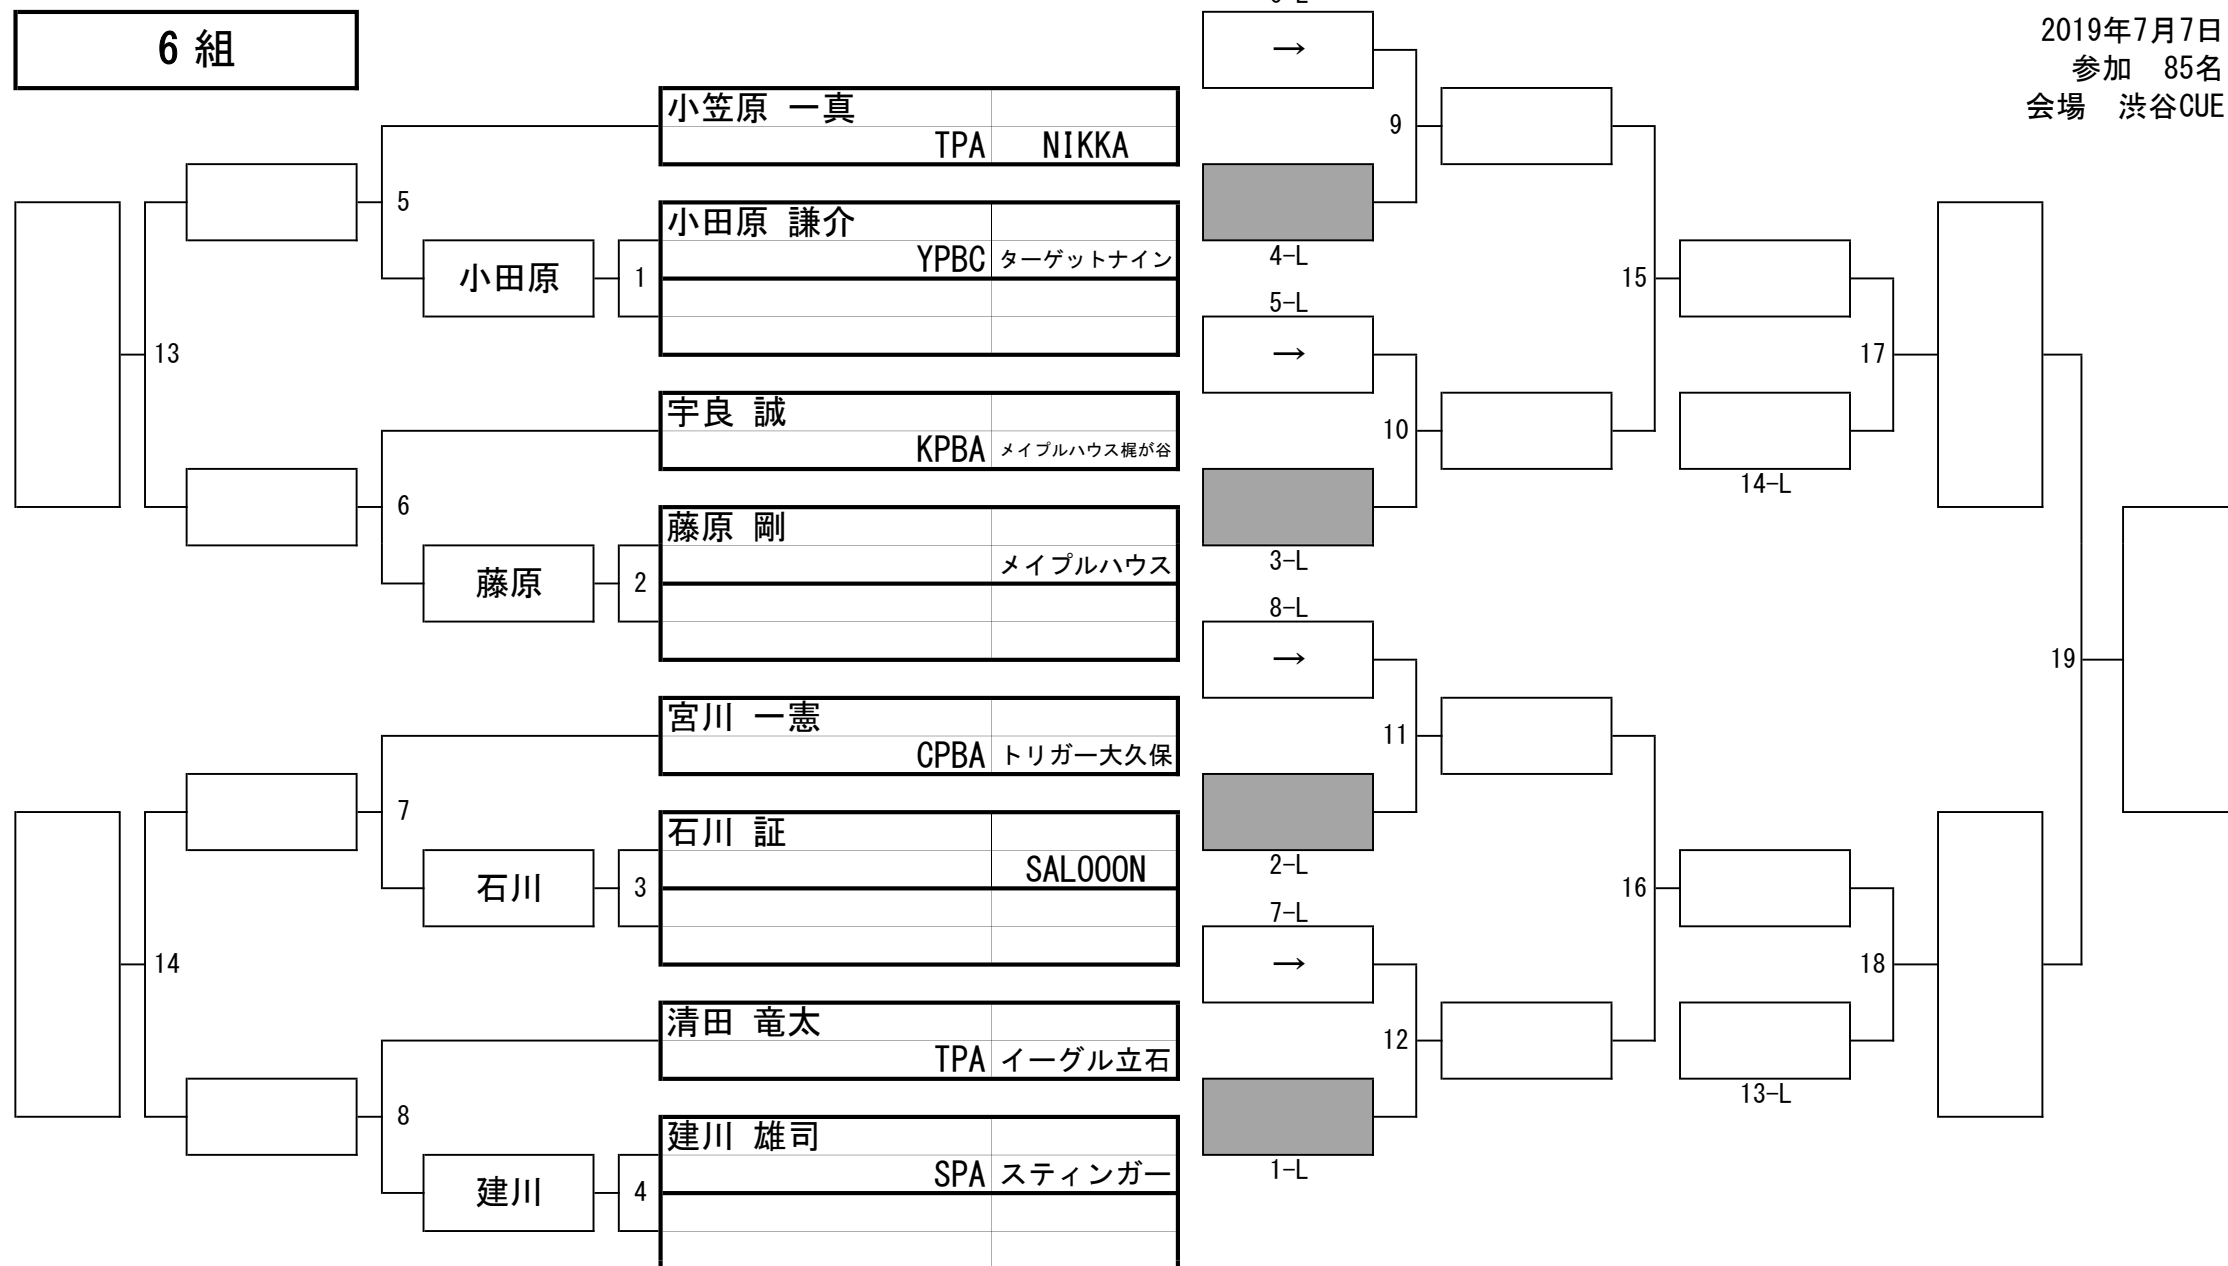 6 組
2019年7月7日
参加　85名
会場　渋谷CUE
小笠原 一真
TPA NIKKA
小田原 謙介
YPBC ターゲットナイン
宇良 誠
KPBA メイプルハウス梶が谷
藤原 剛
メイプルハウス
宮川 一憲
CPBA トリガー大久保
石川 証
SALOOON
清田 竜太
TPA イーグル立石
建川 雄司
SPA スティンガー
小田原
藤原
石川
建川
1
2
3
4
5
6
7
8
13
14
→
9
4-L
5-L
→
10
3-L
8-L
→
11
2-L
7-L
→
12
1-L
15
16
14-L
13-L
17
18
19